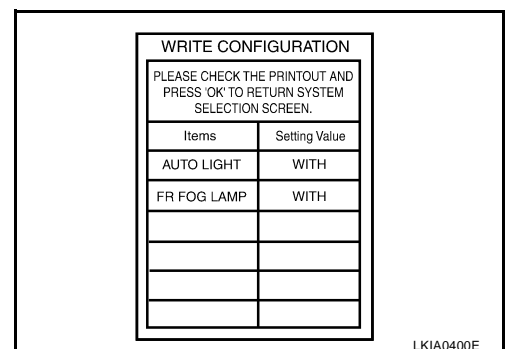 WRITE CONFIGURATION
PLEASE CHECK THE PRINTOUT AND
PRESS 'OK' TO RETURN SYSTEM
SELECTION SCREEN.
Items Setting Value
AUTO LIGHT WITH
FR FOG LAMP WITH
LKIA0400E